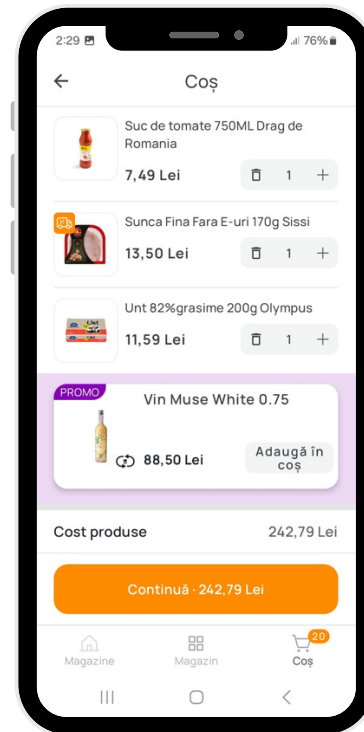 2:29
76%
Coș
Suc de tomate 750ML Drag de
Romania
7,49 Lei
1
Sunca Fina Fara E-uri 170g Sissi
13,50 Lei
1
Unt 82%grasime 200g Olympus
11,59 Lei
1
PROMO
Vin Muse White 0.75
88,50 Lei
Adaugă în
coș
Cost produse
242,79 Lei
Continuă · 242,79 Lei
20
Magazine
Magazin
Coș